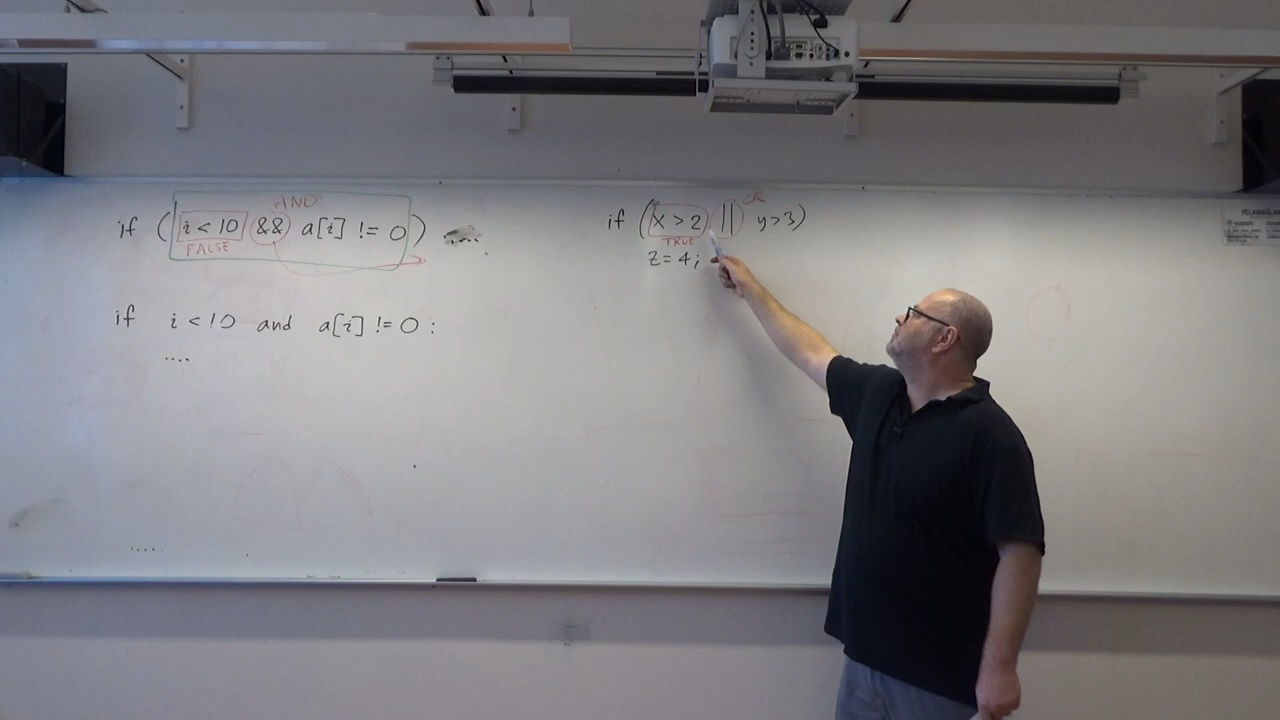 AND
if ( i < 10 && a[i] != 0 )
FALSE
....
if i < 10 and a[i] != 0 :
....
....
OR
if (x > 2 || y > 3)
TRUE
z = 4;